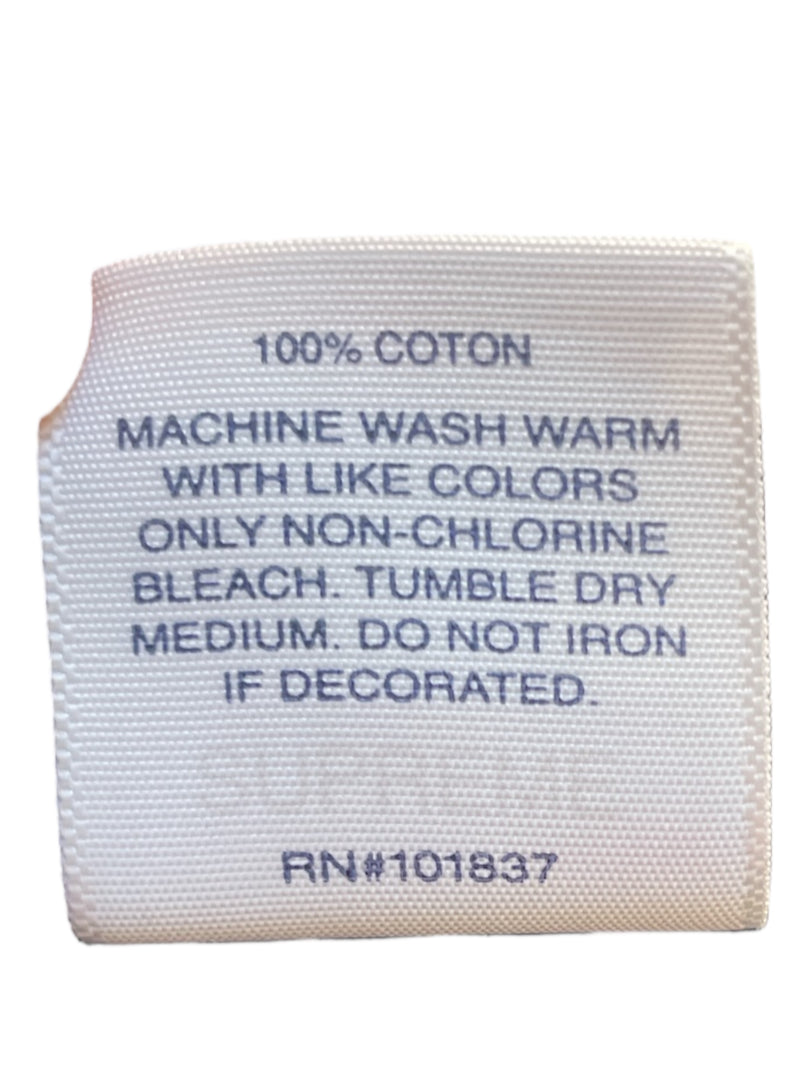 100% COTON
MACHINE WASH WARM
WITH LIKE COLORS
ONLY NON-CHLORINE
BLEACH. TUMBLE DRY
MEDIUM. DO NOT IRON
IF DECORATED.
SUPREME
RN#101837